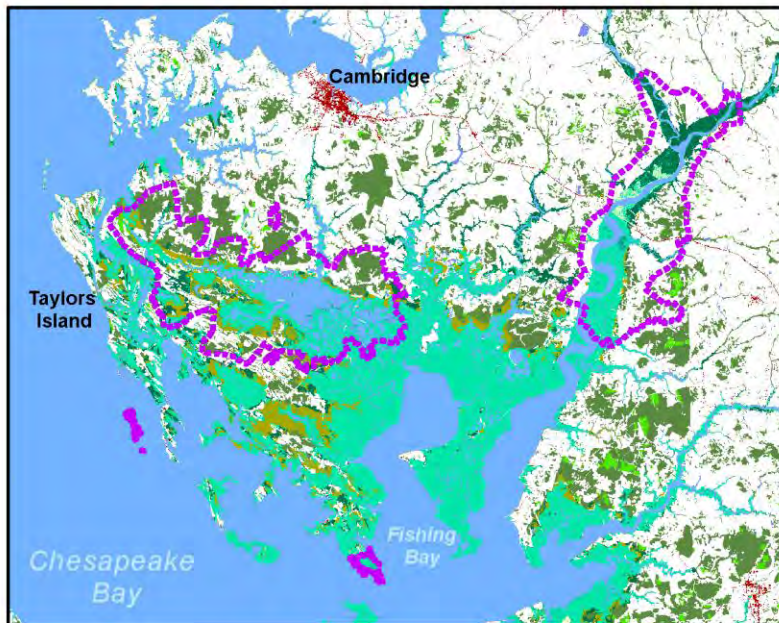 Cambridge
Taylors
Island
Fishing
Bay
Chesapeake
Bay